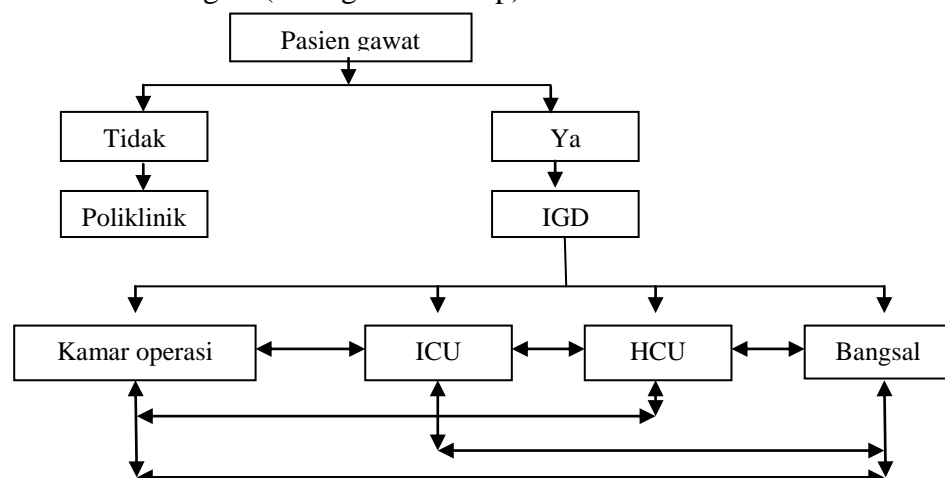 Pasien gawat
Tidak
Ya
Poliklinik
IGD
Kamar operasi
ICU
HCU
Bangsal